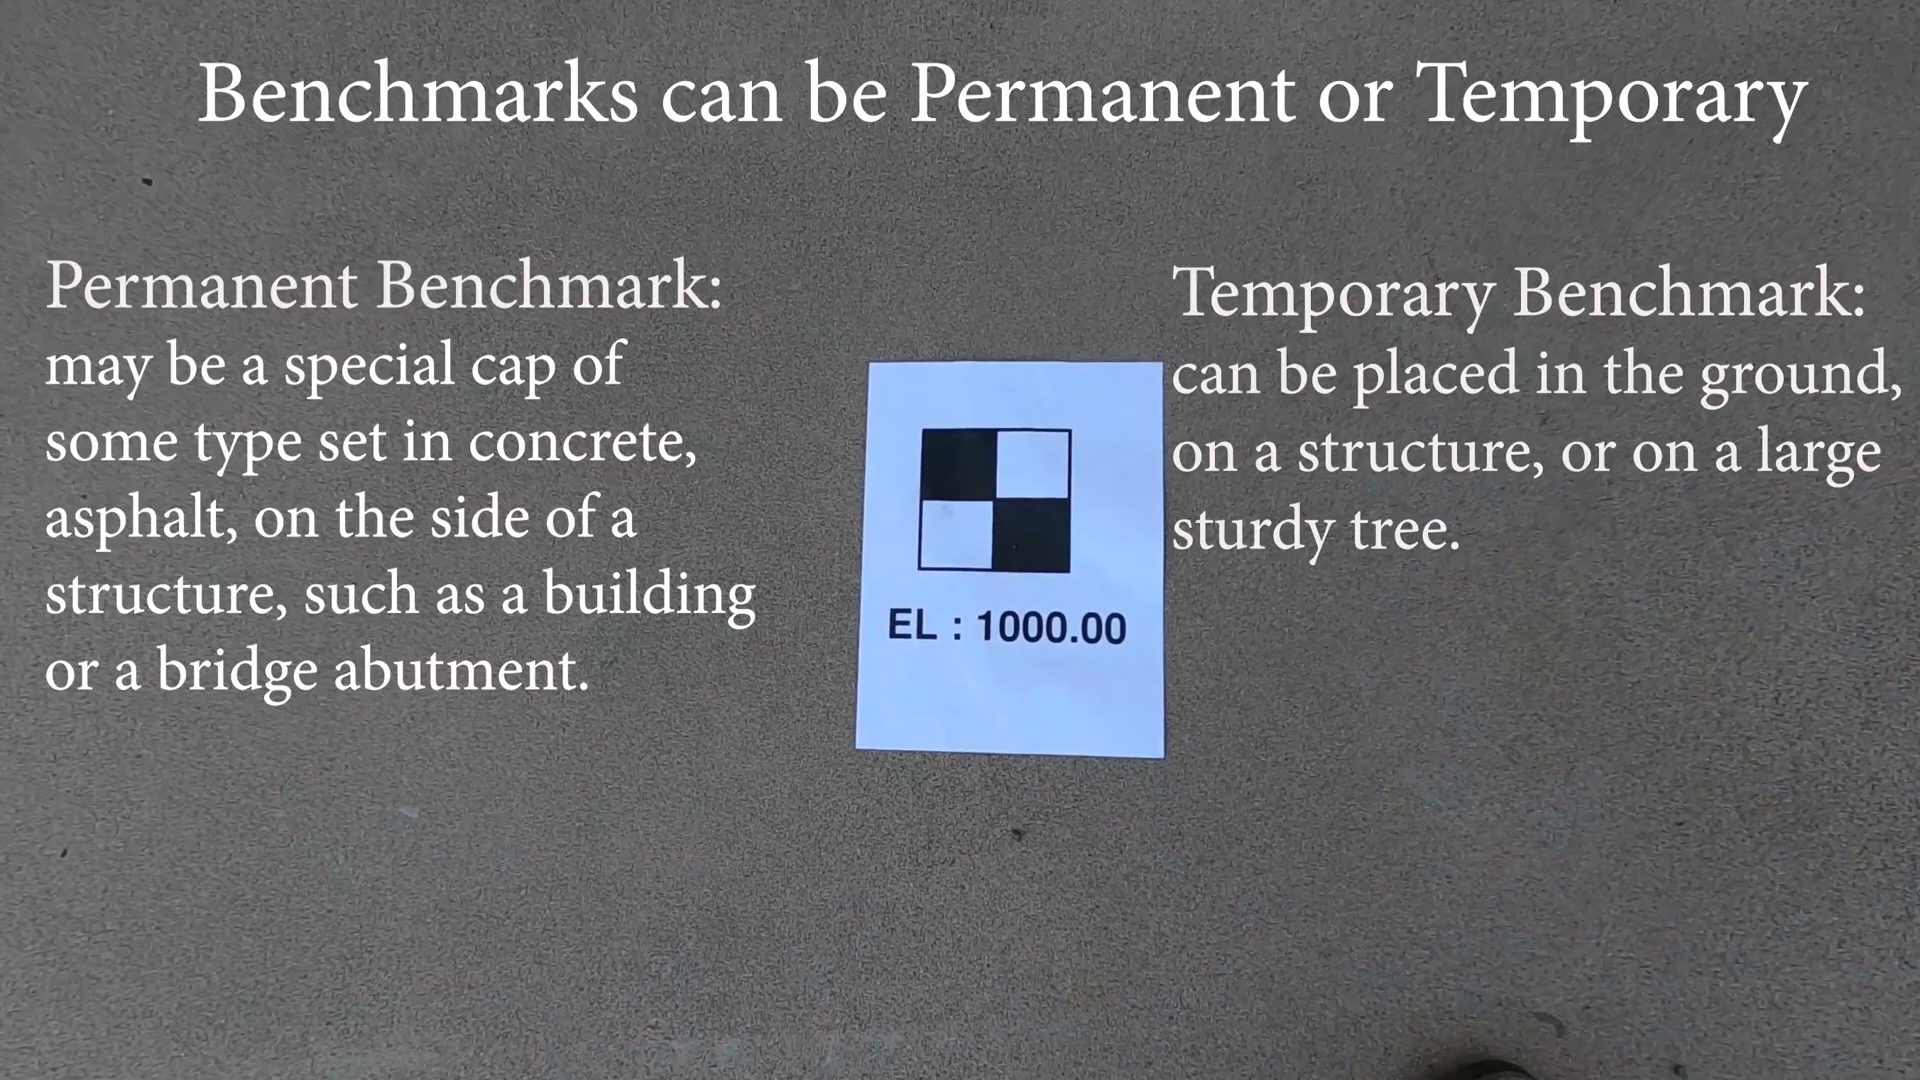 Benchmarks can be Permanent or Temporary
Permanent Benchmark:
may be a special cap of
some type set in concrete,
asphalt, on the side of a
structure, such as a building
or a bridge abutment.
EL : 1000.00
Temporary Benchmark:
can be placed in the ground,
on a structure, or on a large
sturdy tree.